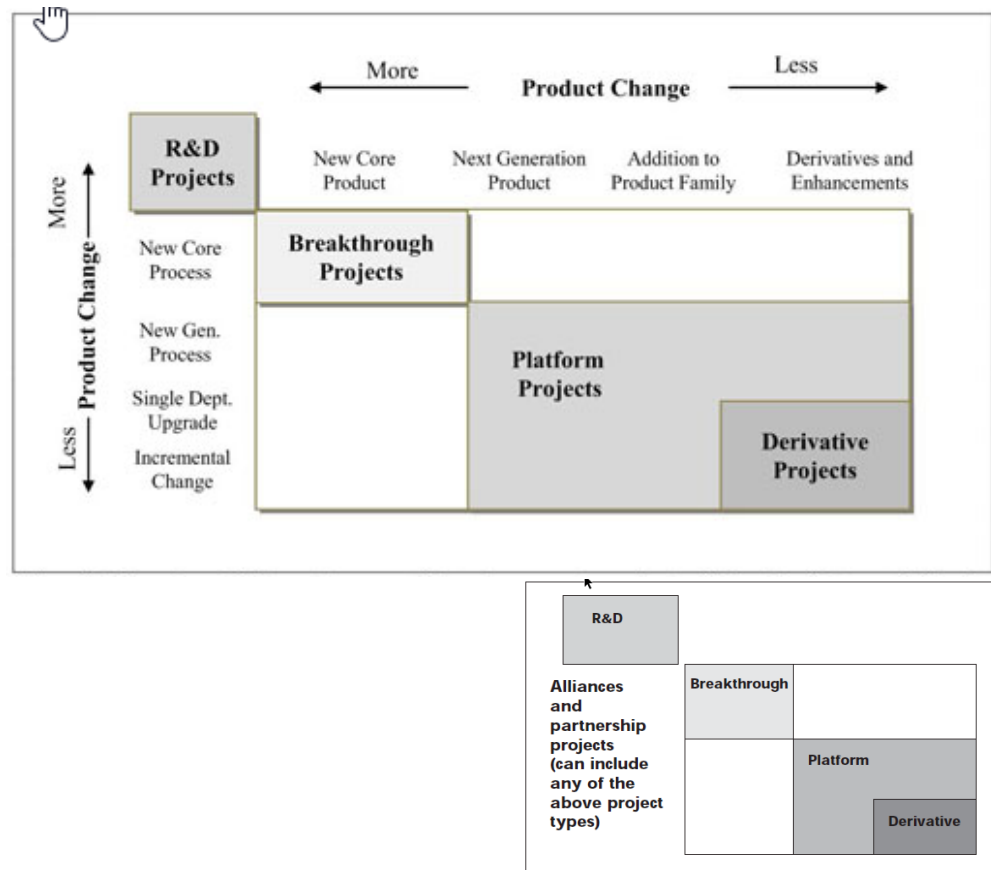 More
Product Change
Less
R&D
Projects
New Core
Product
Next Generation
Product
Addition to
Product Family
Derivatives and
Enhancements
More
Product Change
Less
New Core
Process
New Gen.
Process
Single Dept.
Upgrade
Incremental
Change
Breakthrough
Projects
Platform
Projects
Derivative
Projects
R&D
Alliances
and
partnership
projects
(can include
any of the
above project
types)
Breakthrough
Platform
Derivative